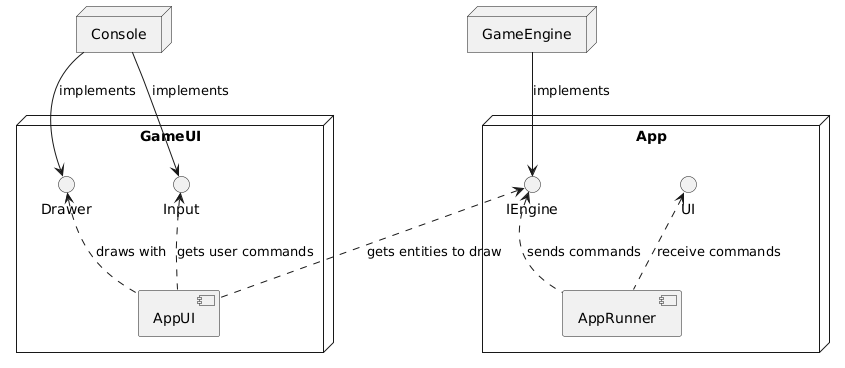 Console
GameEngine
implements
implements
implements
GameUI
App
Drawer
Input
IEngine
UI
draws with
gets user commands
gets entities to draw
sends commands
receive commands
AppUI
AppRunner